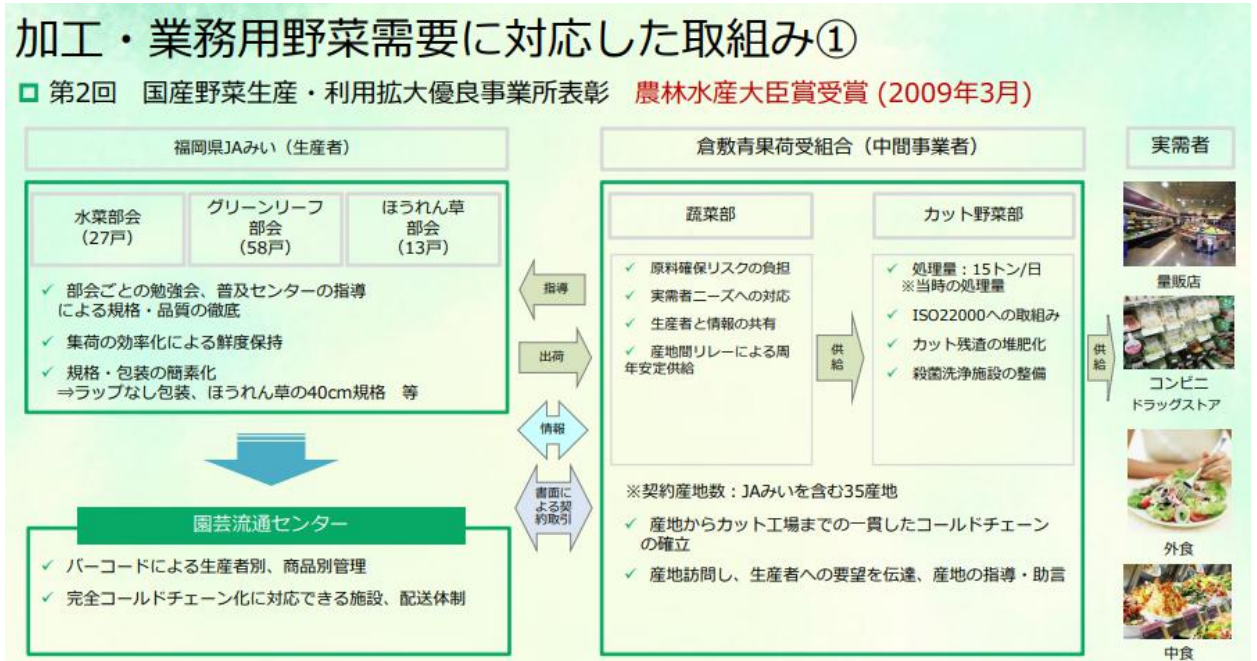 加工・業務用野菜需要に対応した取組み①
第2回 国産野菜生産・利用拡大優良事業所表彰 農林水産大臣賞受賞 (2009年3月)
福岡県JAみい（生産者）
水菜部会
（27戸）
グリーンリーフ
部会
（58戸）
ほうれん草
部会
（13戸）
✓ 部会ごとの勉強会、普及センターの指導
による規格・品質の徹底
✓ 集荷の効率化による鮮度保持
✓ 規格・包装の簡素化
⇒ラップなし包装、ほうれん草の40cm規格 等
園芸流通センター
✓ バーコードによる生産者別、商品別管理
✓ 完全コールドチェーン化に対応できる施設、配送体制
指導
出荷
情報
書面に
よる契
約取引
倉敷青果荷受組合（中間事業者）
蔬菜部
✓ 原料確保リスクの負担
✓ 実需者ニーズへの対応
✓ 生産者と情報の共有
✓ 産地間リレーによる周
年安定供給
供
給
カット野菜部
✓ 処理量：15トン/日
※当時の処理量
✓ ISO22000への取組み
✓ カット残渣の堆肥化
✓ 殺菌洗浄施設の整備
※契約産地数：JAみいを含む35産地
✓ 産地からカット工場までの一貫したコールドチェーン
の確立
✓ 産地訪問し、生産者への要望を伝達、産地の指導・助言
供
給
実需者
量販店
コンビニ
ドラッグストア
外食
中食